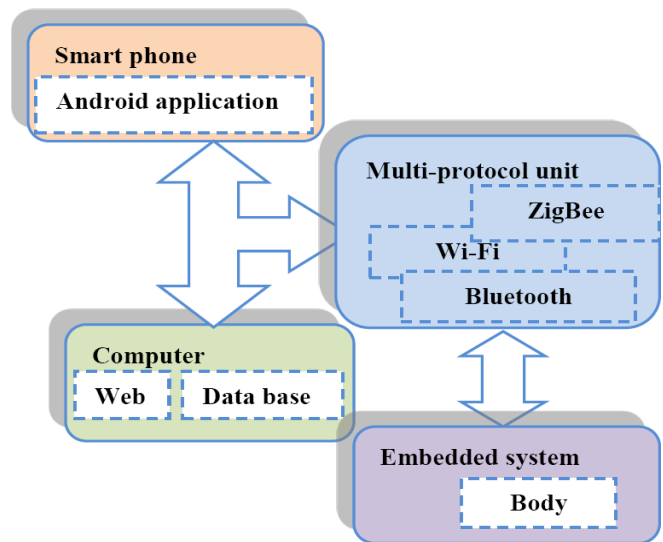 Smart phone
Android application
Multi-protocol unit
ZigBee
Wi-Fi
Bluetooth
Computer
Web
Data base
Embedded system
Body